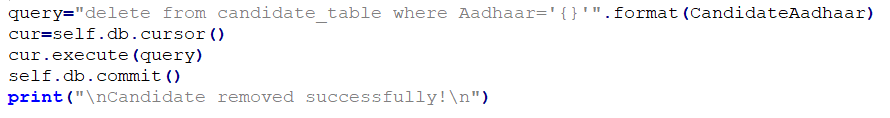 query="delete from candidate_table where Aadhaar='{}'".format(CandidateAadhaar)
cur=self.db.cursor()
cur.execute(query)
self.db.commit()
print("\nCandidate removed successfully!\n")